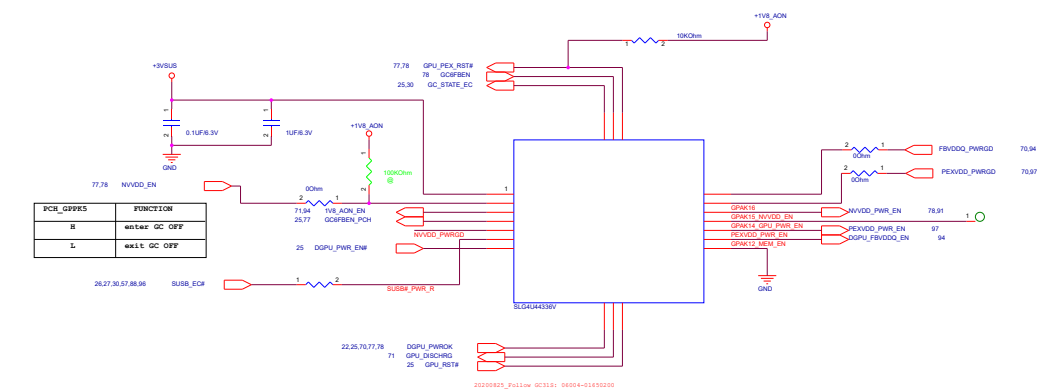 +1V8_AON
10KOhm
1 2
77,78 GPU_PEX_RST#
78 GC6FBEN
25,30 GC_STATE_EC
+3VSUS
1 2 0.1UF/6.3V
1 2 1UF/6.3V
GND
+1V8_AON
1
100KOhm
@
2
77,78 NVVDD_EN
0Ohm
2 1
71,94 1V8_AON_EN
25,77 GC6FBEN_PCH
NVVDD_PWRGD
25 DGPU_PWR_EN#
PCH_GPPK5 FUNCTION
H enter GC OFF
L exit GC OFF
26,27,30,57,88,96 SUSB_EC#
1 2
SUSB#_PWR_R
1
SLG4U44336V
2 1
0Ohm
FBVDDQ_PWRGD 70,94
2 1
0Ohm
PEXVDD_PWRGD 70,97
GPAK16
NVVDD_PWR_EN 78,91
GPAK15_NVVDD_EN
1
GPAK14_GPU_PWR_EN
PEXVDD_PWR_EN 97
PEXVDD_PWR_EN
DGPU_FBVDDQ_EN 94
GPAK12_MEM_EN
GND
22,25,70,77,78 DGPU_PWROK
71 GPU_DISCHRG
25 GPU_RST#
20200825_Follow GC31S: 06004-01650200